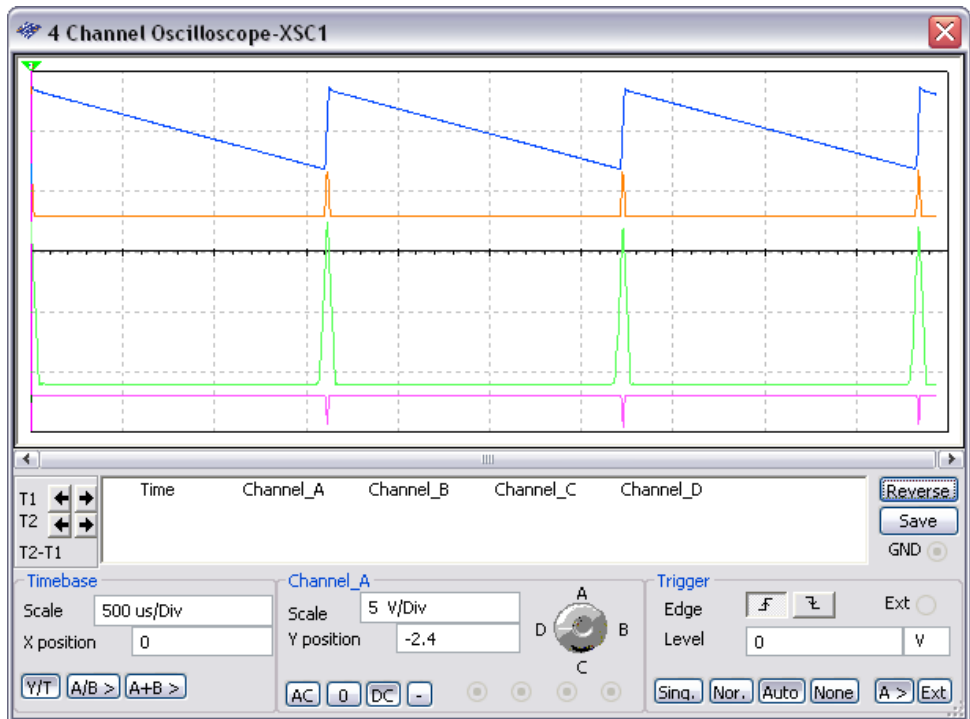 4 Channel Oscilloscope-XSC1
Time Channel_A Channel_B Channel_C Channel_D
T1
T2
T2-T1
Reverse
Save
GND
Timebase
Scale 500 us/Div
X position 0
Y/T A/B > A+B >
Channel_A
Scale 5 V/Div
Y position -2.4
A
B
C
D
AC 0 DC -
Trigger
Edge Ext
Level 0 V
Sing. Nor. Auto None A > Ext